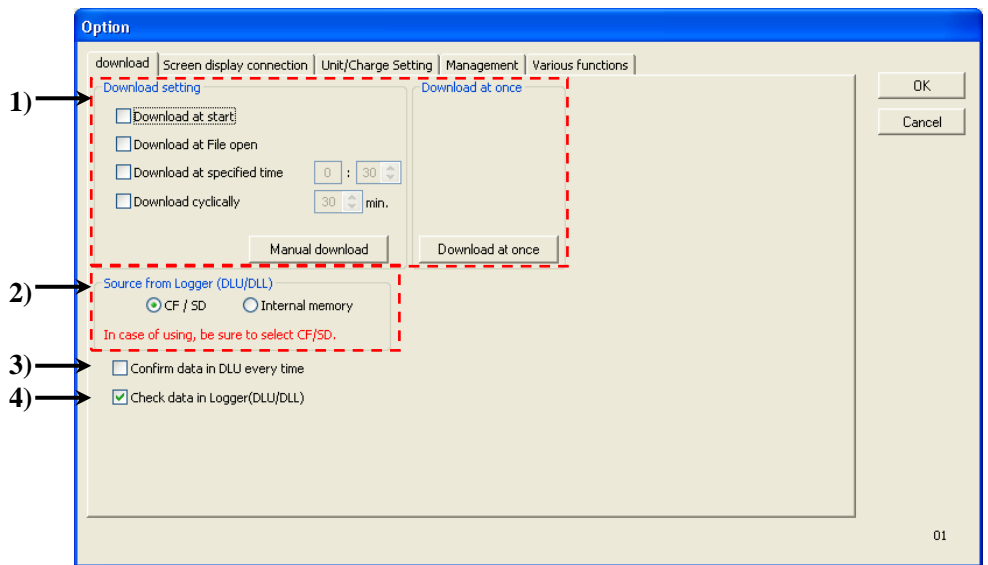 Option
download Screen display connection Unit/Charge Setting Management Various functions
1) Download setting Download at once OK
Download at start
Cancel
Download at File open
Download at specified time 0 : 30
Download cyclically 30 min.
Manual download Download at once
2) Source from Logger (DLU/DLL)
CF / SD Internal memory
In case of using, be sure to select CF/SD.
3) Confirm data in DLU every time
4) Check data in Logger(DLU/DLL)
01